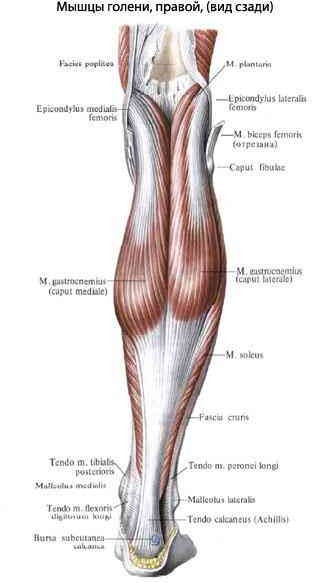 Мышцы голени, правой, (вид сзади)
Facies poplitea
M. plantaris
Epicondylus medialis
femoris
Epicondylus lateralis
femoris
M. biceps femoris
(отрезана)
Caput fibulae
M. gastrocnemius
(caput mediale)
M. gastrocnemius
(caput laterale)
M. soleus
Fascia cruris
Tendo m. tibialis
posterioris
Tendo m. peronei longi
Malleolus medialis
Malleolus lateralis
Tendo m. flexoris
digitorum longi
Tendo calcaneus (Achillis)
Bursa subcutanea
calcanea